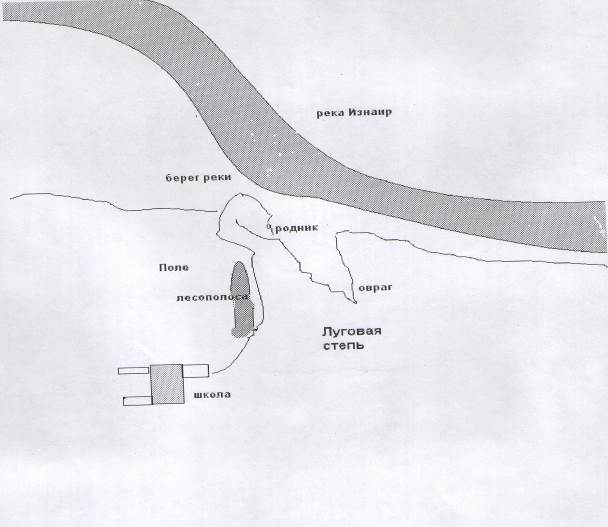 река Изнаир
берег реки
родник
Поле
овраг
лесополоса
Луговая
степь
школа